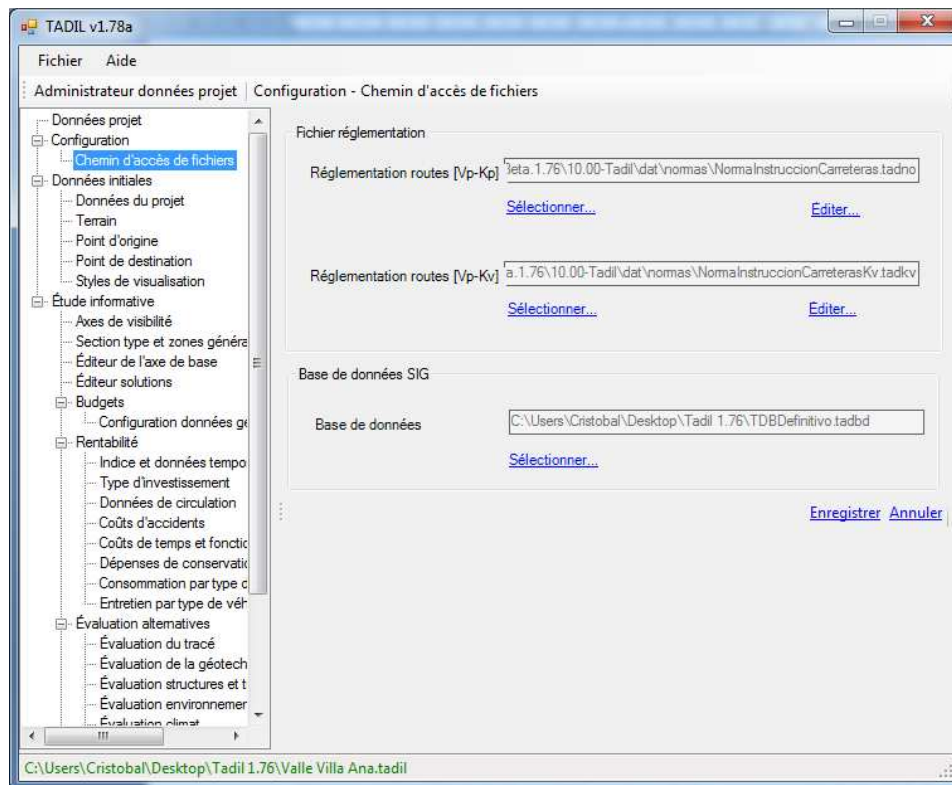 TADIL v1.78a
Fichier Aide
Administrateur données projet Configuration - Chemin d'accès de fichiers
Données projet
Configuration
Chemin d'accès de fichiers
Données initiales
Données du projet
Terrain
Point d'origine
Point de destination
Styles de visualisation
Étude informative
Axes de visibilité
Section type et zones généra
Éditeur de l'axe de base
Éditeur solutions
Budgets
Configuration données ge
Rentabilité
Indice et données tempo
Type d'investissement
Données de circulation
Coûts d'accidents
Coûts de temps et fonctic
Dépenses de conservatic
Consommation par type d
Entretien par type de véh
Évaluation alternatives
Évaluation du tracé
Évaluation de la géotech
Évaluation structures et t
Évaluation environnemer
Évaluation climat
Fichier réglementation
Réglementation routes [Vp-Kp] Beta.1.76\10.00-Tadil\dat\normas\NormaInstruccionCarreteras.tadno
Sélectionner... Éditer...
Réglementation routes [Vp-Kv] a.1.76\10.00-Tadil\dat\normas\NormaInstruccionCarreterasKv.tadkv
Sélectionner... Éditer...
Base de données SIG
Base de données C:\Users\Cristobal\Desktop\Tadil 1.76\TDBDefinitivo.tadbd
Sélectionner...
Enregistrer Annuler
C:\Users\Cristobal\Desktop\Tadil 1.76\Valle Villa Ana.tadil